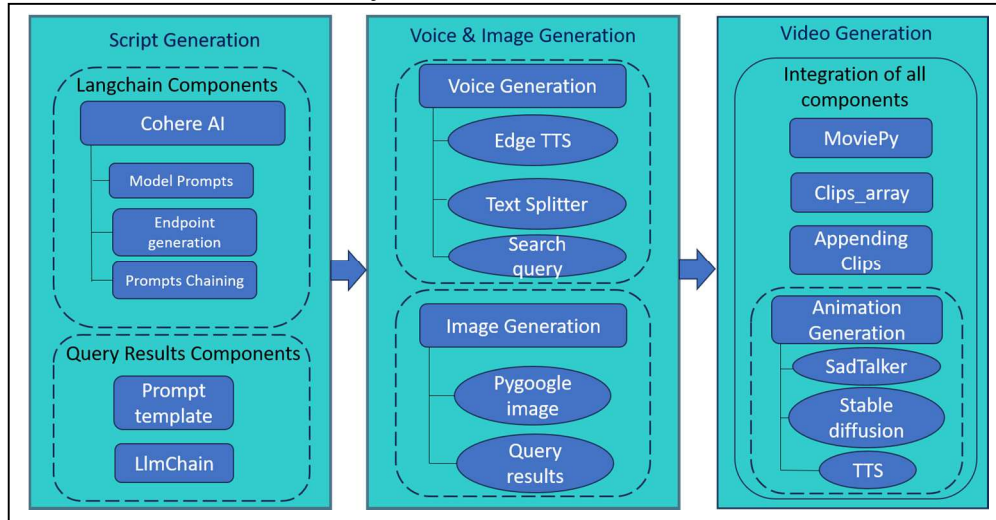 Script Generation
Langchain Components
Cohere AI
Model Prompts
Endpoint
generation
Prompts Chaining
Query Results Components
Prompt
template
LlmChain
Voice & Image Generation
Voice Generation
Edge TTS
Text Splitter
Search
query
Image Generation
Pygoogle
image
Query
results
Video Generation
Integration of all
components
MoviePy
Clips_array
Appending
Clips
Animation
Generation
SadTalker
Stable
diffusion
TTS